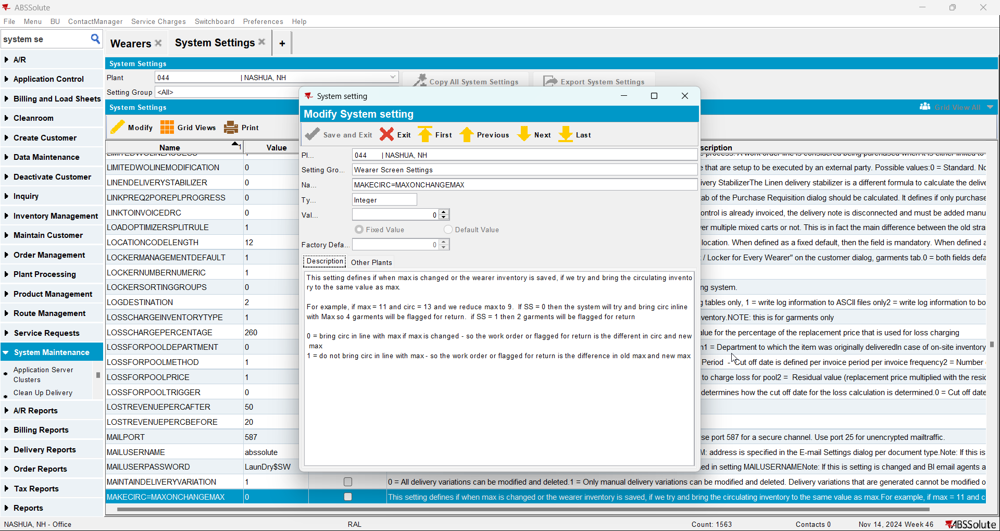 ABSSolute
File Menu BU ContactManager Service Charges Switchboard Preferences Help
system se
Wearers System Settings +
A/R
Application Control
Billing and Load Sheets
Cleanroom
Create Customer
Data Maintenance
Deactivate Customer
Inquiry
Inventory Management
Maintain Customer
Order Management
Plant Processing
Product Management
Route Management
Service Requests
System Maintenance
Application Server
Clusters
Clean Up Delivery
A/R Reports
Billing Reports
Delivery Reports
Order Reports
Tax Reports
Reports
System Settings
Plant 044 | NASHUA, NH Copy All System Settings Export System Settings
Setting Group <All>
System Settings Grid View All
Modify Grid Views Print
Name 1 Value scription
LIMITEDWOLINEMODIFICATION 0 e that are setup to be executed by an external party. Possible values:0 = Standard. No
LINENDELIVERYSTABILIZER 0 ivery StabilizerThe Linen delivery stabilizer is a different formula to calculate the delive
LINKPREQ2POREPLPROGRESS 0 ab of the Purchase Requisition dialog should be calculated. It defines if only purchase
LINKTOINVOICEDRC 0 ontrol is already invoiced, the delivery note is disconnected and must be added manu
LOADOPTIMIZERSPLITRULE 1 er multiple mixed carts or not. This is in fact the main difference between the old stra
LOCATIONCODELENGTH 12 location. When defined as a fixed default, then the field is mandatory. When defined a
LOCKERMANAGEMENTDEFAULT 1 / Locker for Every Wearer" on the customer dialog, garments tab.0 = both fields defa
LOCKERNUMBERNUMERIC 1
LOCKERSORTINGGROUPS 0 ng system.
LOGDESTINATION 2 g tables only, 1 = write log information to ASCII files only2 = write log information to bo
LOSSCHARGEINVENTORYTYPE 1 ventory.NOTE: this is for garments only
LOSSCHARGEPERCENTAGE 260 alue for the percentage of the replacement price that is used for loss charging
LOSSFORPOOLDEPARTMENT 0 n1 = Department to which the item was originally deliveredIn case of on-site inventory
LOSSFORPOOLMETHOD 1 Period - Cut off date is defined per invoice period per invoice frequency2 = Number
LOSSFORPOOLPRICE 1 to charge loss for pool2 = Residual value (replacement price multiplied with the resid
LOSSFORPOOLTRIGGER 0 determines how the cut off date for the loss calculation is determined.0 = Cut off date
LOSTREVENUEPERCAFTER 50
LOSTREVENUEPERCBEFORE 20
MAILPORT 587 se port 587 for a secure channel. Use port 25 for unencrypted mailtraffic.
MAILUSERNAME abssolute M: address is specified in the E-mail Settings dialog per document type.Note: If this is
MAILUSERPASSWORD LaunDry$SW ed in setting MAILUSERNAMENote: If this is setting is changed and BI email agents a
MAINTAINDELIVERYVARIATION 1 0 = All delivery variations can be modified and deleted.1 = Only manual delivery variations can be modified and deleted. Delivery variations that are generated cannot be modified o
MAKECIRC=MAXONCHANGEMAX 0 This setting defines if when max is changed or the wearer inventory is saved, if we try and bring the circulating inventory to the same value as max.For example, if max = 11 and c
System setting
Modify System setting
Save and Exit Exit First Previous Next Last
Pl... 044 | NASHUA, NH
Setting Gro... Wearer Screen Settings
Na... MAKECIRC=MAXONCHANGEMAX
Ty... Integer
Val... 0
Fixed Value Default Value
Factory Defa... 0
Description Other Plants
This setting defines if when max is changed or the wearer inventory is saved, if we try and bring the circulating invento
ry to the same value as max.
For example, if max = 11 and circ = 13 and we reduce max to 9. If SS = 0 then the system will try and bring circ inline
with Max so 4 garments will be flagged for return. if SS = 1 then 2 garments will be flagged for return
0 = bring circ in line with max if max is changed - so the work order or flagged for return is the different in circ and new
max
1 = do not bring circ in line with max - so the work order or flagged for return is the difference in old max and new max
NASHUA, NH - Office RAL Count: 1563 Contacts 0 Nov 14, 2024 Week 46 ABSSolute